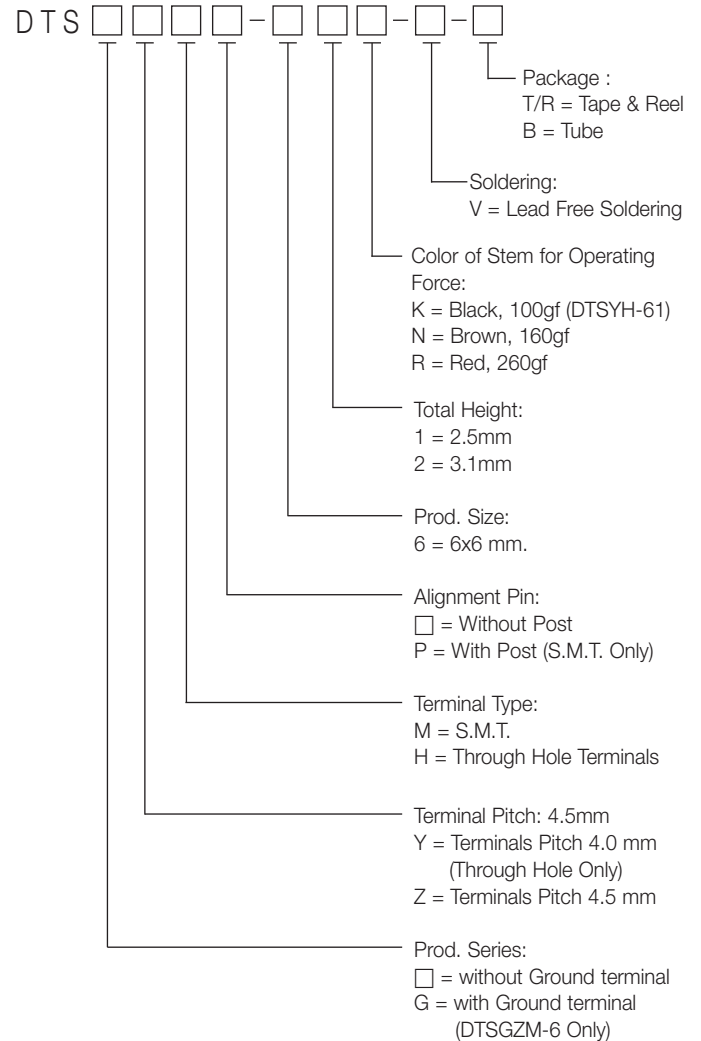 DTS□□□□-□□□-□-□
Package :
T/R = Tape & Reel
B = Tube
Soldering:
V = Lead Free Soldering
Color of Stem for Operating
Force:
K = Black, 100gf (DTSYH-61)
N = Brown, 160gf
R = Red, 260gf
Total Height:
1 = 2.5mm
2 = 3.1mm
Prod. Size:
6 = 6x6 mm.
Alignment Pin:
□ = Without Post
P = With Post (S.M.T. Only)
Terminal Type:
M = S.M.T.
H = Through Hole Terminals
Terminal Pitch: 4.5mm
Y = Terminals Pitch 4.0 mm
(Through Hole Only)
Z = Terminals Pitch 4.5 mm
Prod. Series:
□ = without Ground terminal
G = with Ground terminal
(DTSGZM-6 Only)